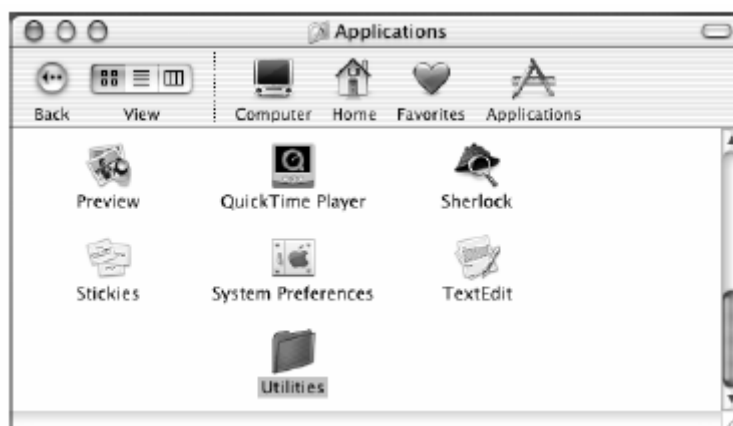 Applications
Back View Computer Home Favorites Applications
Preview QuickTime Player Sherlock
Stickies System Preferences TextEdit
Utilities